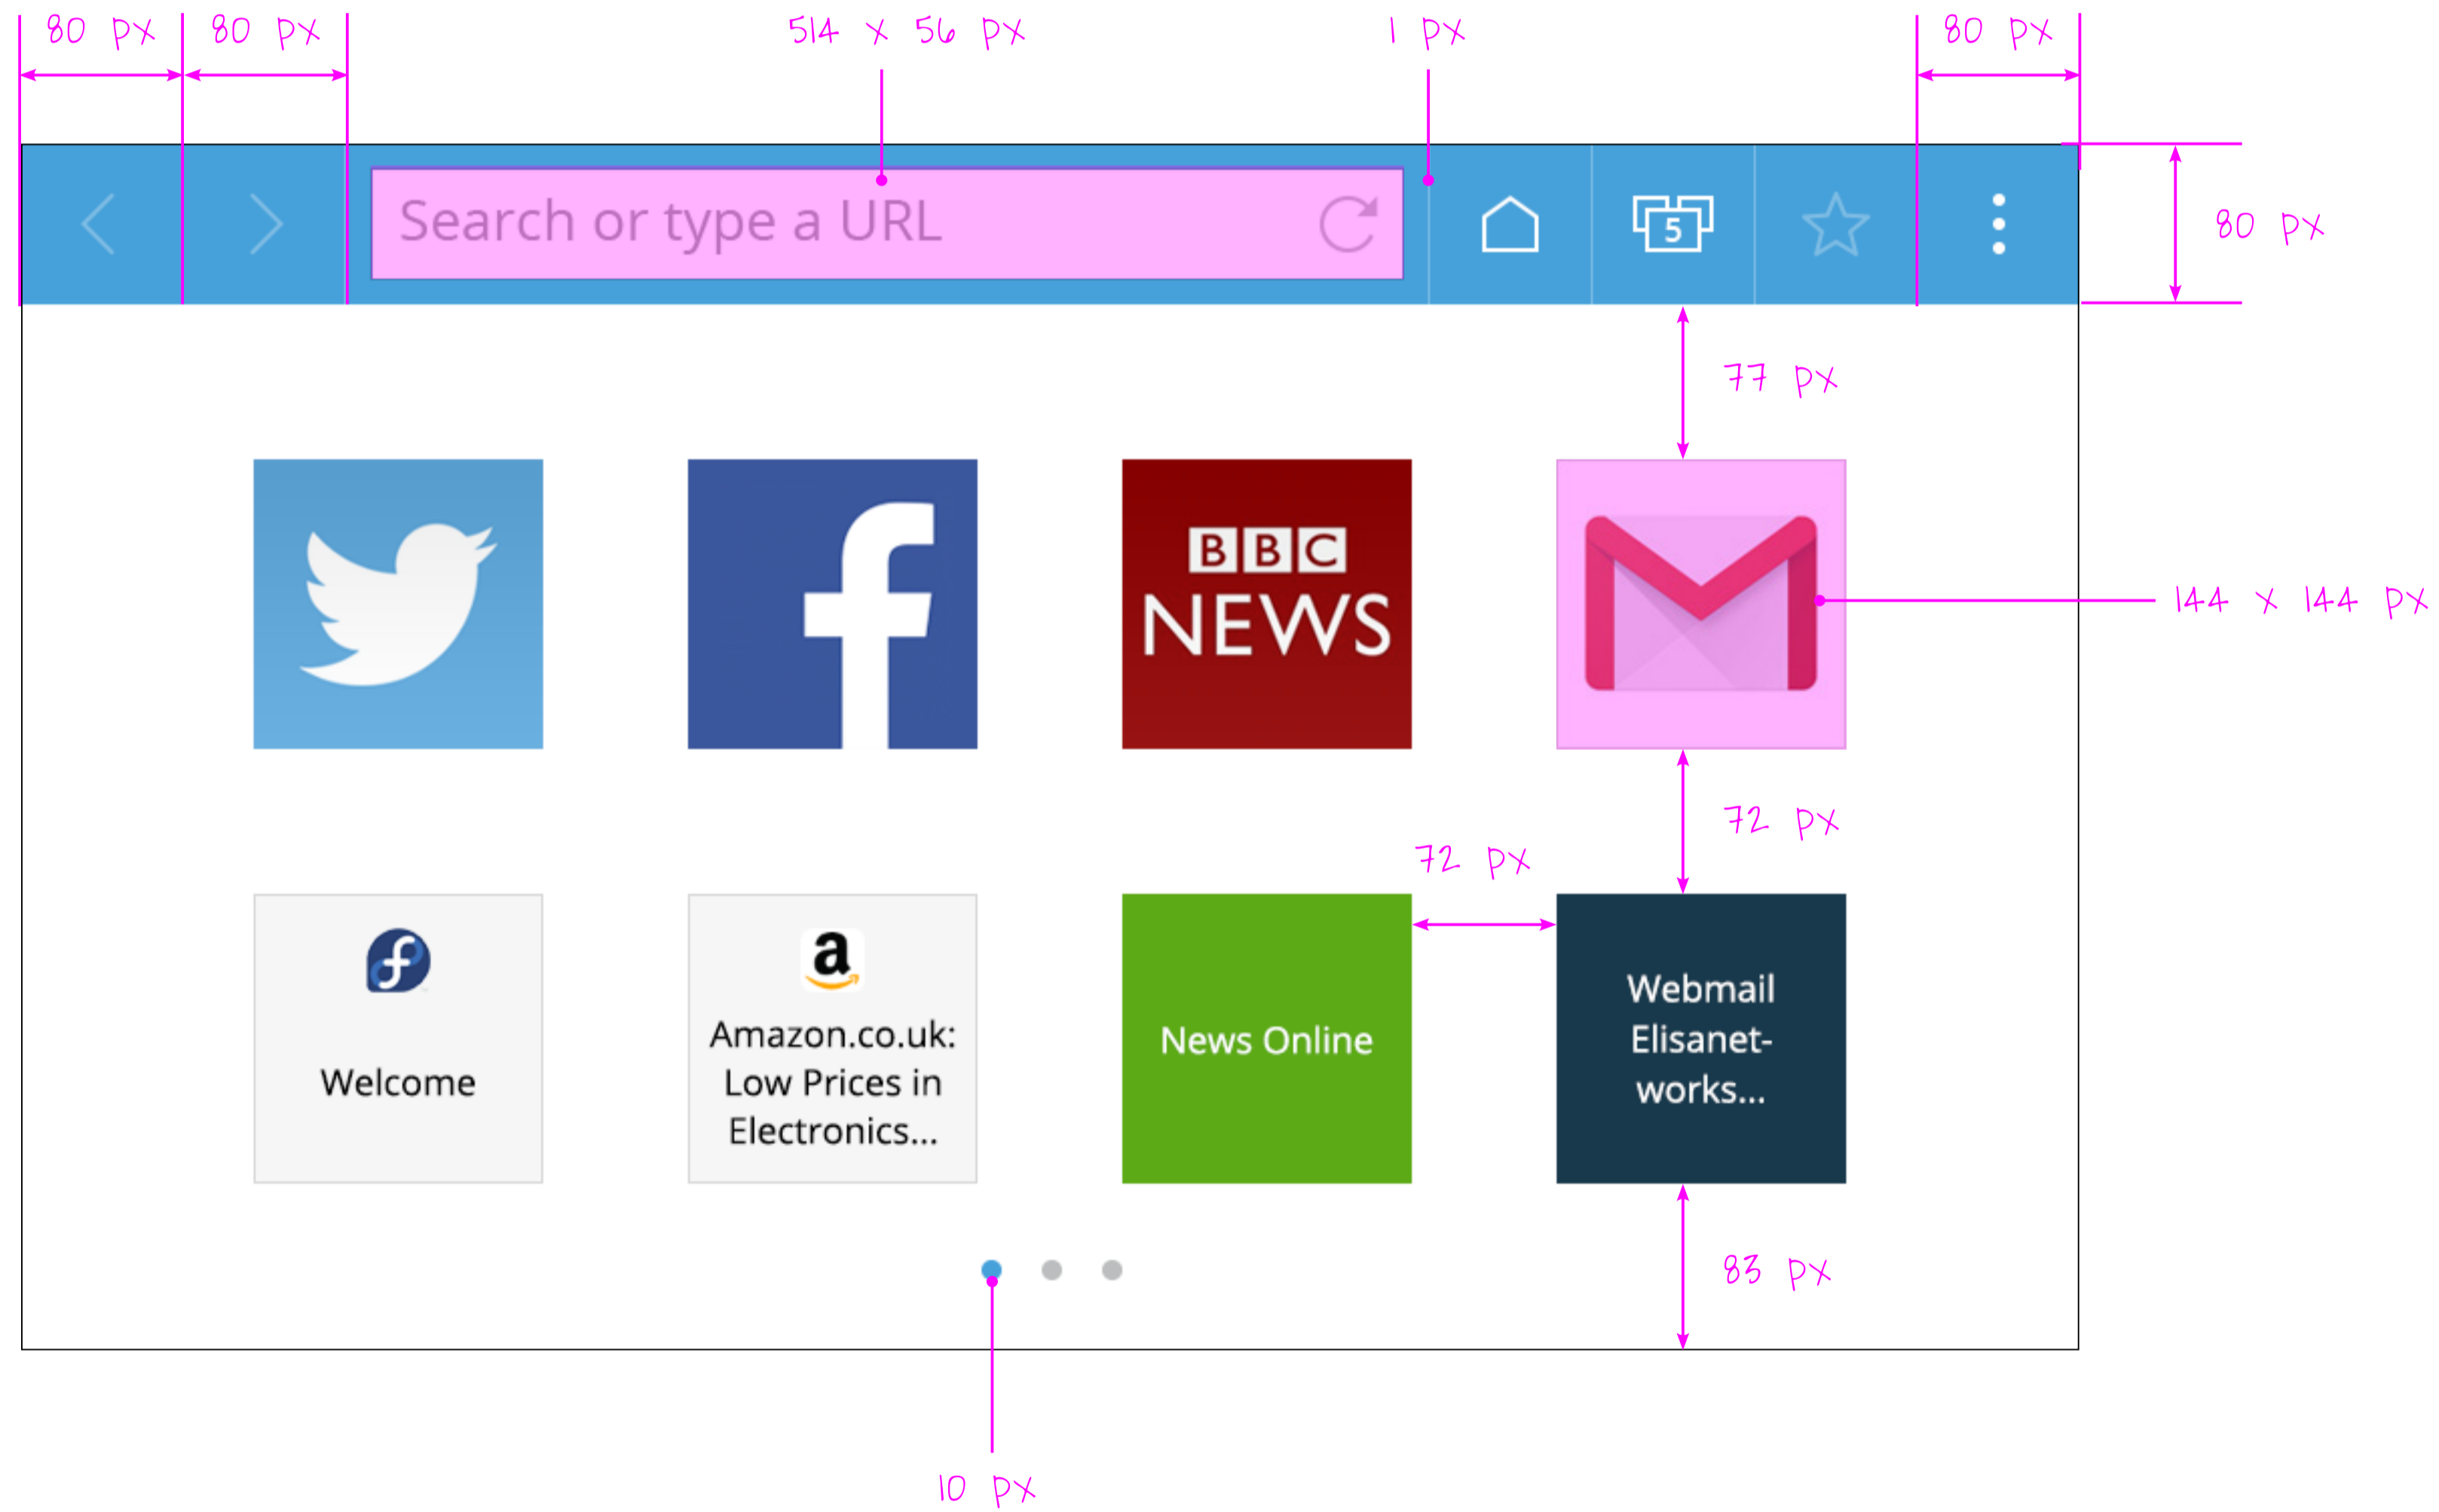 80 px 80 px 514 x 56 px 1 px 80 px
Search or type a URL
5
80 px
77 px
BBC
NEWS
144 x 144 px
72 px
72 px
Welcome
Amazon.co.uk:
Low Prices in
Electronics...
News Online
Webmail
Elisanet-
works...
83 px
10 px